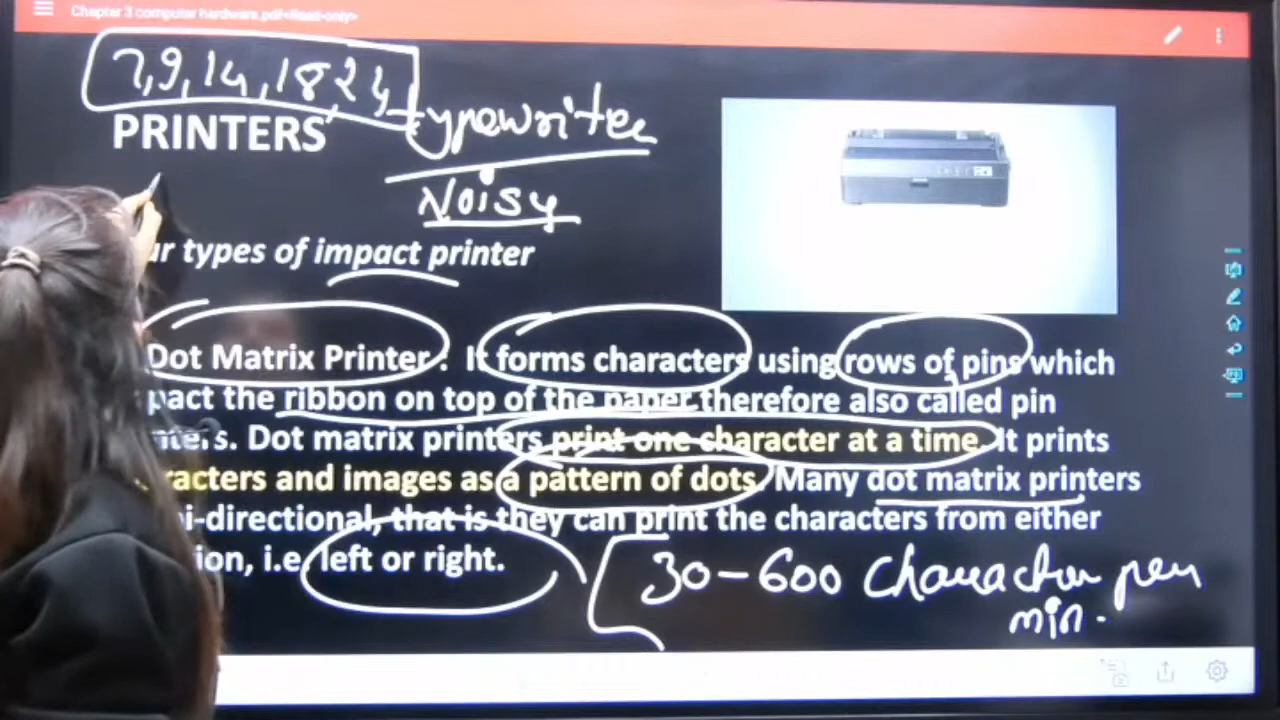 Chapter 3 computer hardware.pdf<Read-only>
7,9,14,18,24,
typewriter
PRINTERS
Noisy
ur types of impact printer
Dot Matrix Printer : It forms characters using rows of pins which
pact the ribbon on top of the paper therefore also called pin
nters. Dot matrix printers print one character at a time. It prints
racters and images as a pattern of dots. Many dot matrix printers
i-directional, that is they can print the characters from either
ion, i.e. left or right.
30-600 character per
min.